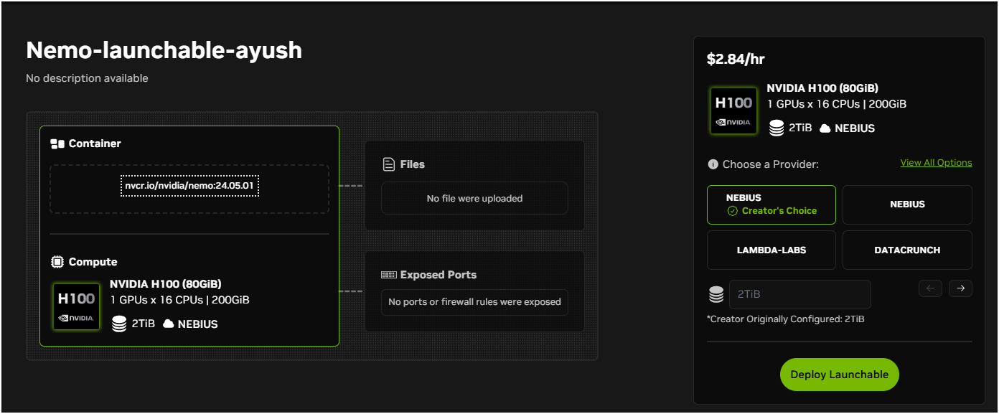 Nemo-launchable-ayush
No description available
Container
nvcr.io/nvidia/nemo:24.05.01
Compute
H100
NVIDIA.
NVIDIA H100 (80GiB)
1 GPUs x 16 CPUs | 200GiB
2TiB NEBIUS
Files
No file were uploaded
Exposed Ports
No ports or firewall rules were exposed
$2.84/hr
H100
NVIDIA.
NVIDIA H100 (80GiB)
1 GPUs x 16 CPUs | 200GiB
2TiB NEBIUS
Choose a Provider: View All Options
NEBIUS
Creator's Choice
NEBIUS
LAMBDA-LABS
DATACRUNCH
2TiB
*Creator Originally Configured: 2TiB
Deploy Launchable